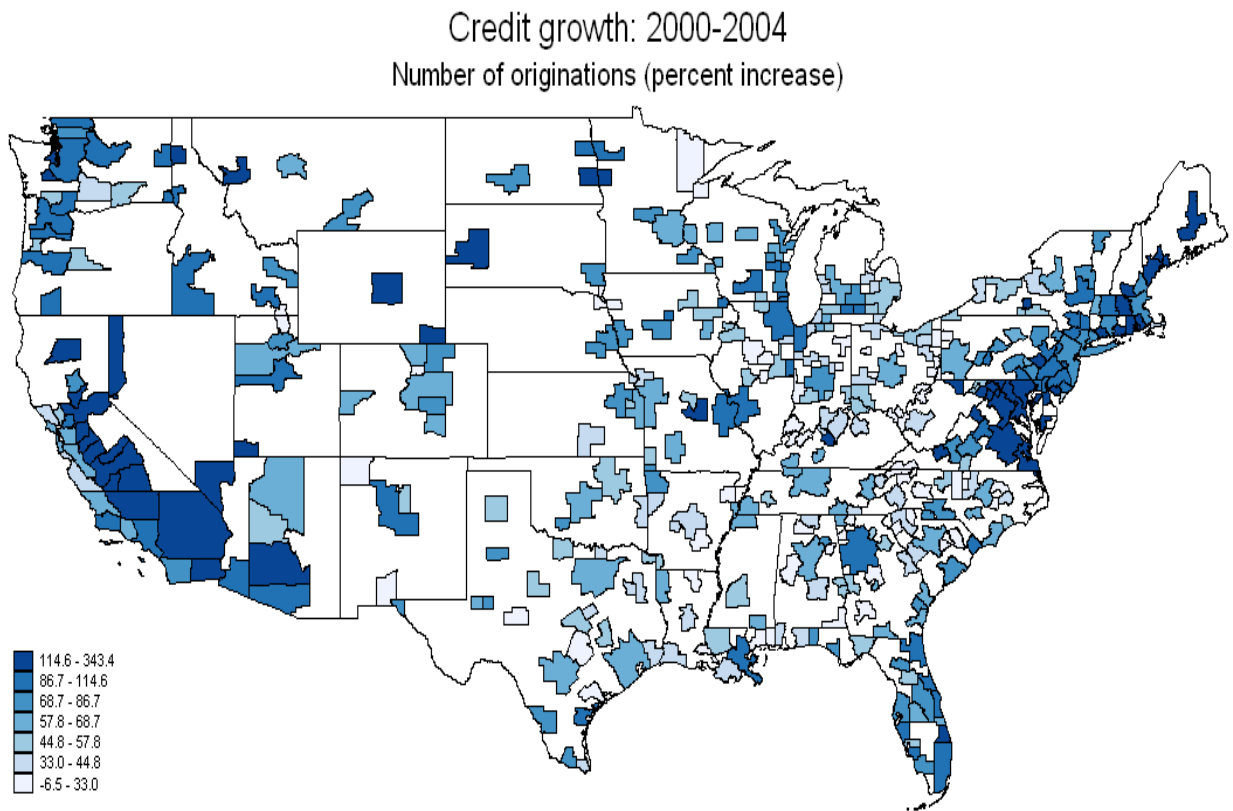 Credit growth: 2000-2004
Number of originations (percent increase)
114.6 - 343.4
86.7 - 114.6
68.7 - 86.7
57.8 - 68.7
44.8 - 57.8
33.0 - 44.8
-6.5 - 33.0